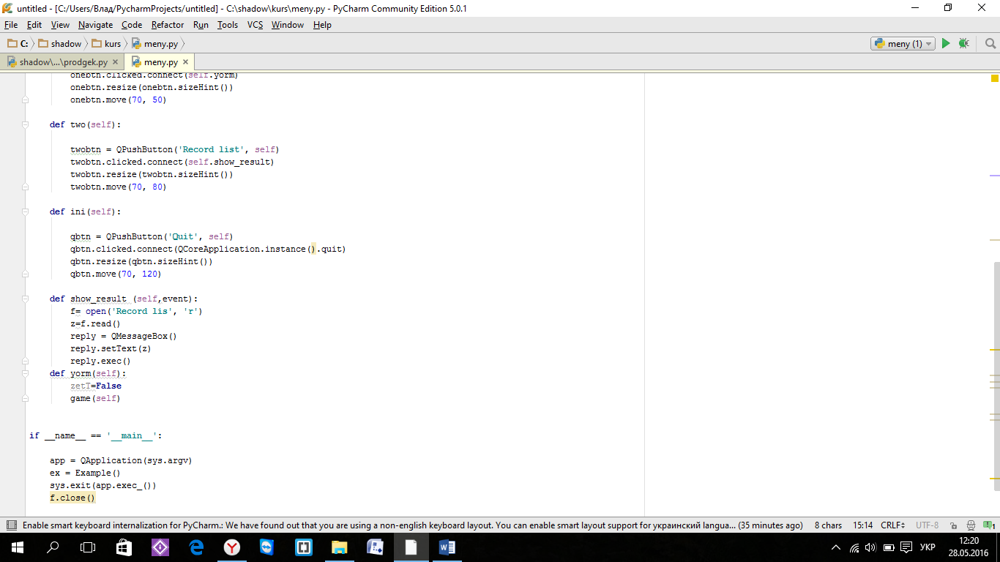 untitled - [C:/Users/Влад/PycharmProjects/untitled] - C:\shadow\kurs\meny.py - PyCharm Community Edition 5.0.1
File Edit View Navigate Code Refactor Run Tools VCS Window Help
C: shadow kurs meny.py meny (1)
shadow\...\prodgek.py meny.py
onebtn.clicked.connect(self.yorm)
onebtn.resize(onebtn.sizeHint())
onebtn.move(70, 50)
def two(self):
twobtn = QPushButton('Record list', self)
twobtn.clicked.connect(self.show_result)
twobtn.resize(twobtn.sizeHint())
twobtn.move(70, 80)
def ini(self):
qbtn = QPushButton('Quit', self)
qbtn.clicked.connect(QCoreApplication.instance().quit)
qbtn.resize(qbtn.sizeHint())
qbtn.move(70, 120)
def show_result (self,event):
f= open('Record lis', 'r')
z=f.read()
reply = QMessageBox()
reply.setText(z)
reply.exec()
def yorm(self):
zetT=False
game(self)
if __name__ == '__main__':
app = QApplication(sys.argv)
ex = Example()
sys.exit(app.exec_())
f.close()
Enable smart keyboard internalization for PyCharm.: We have found out that you are using a non-english keyboard layout. You can enable smart layout support for украинский langua... (35 minutes ago) 8 chars 15:14 CRLF UTF-8 1
УКР 12:20
28.05.2016